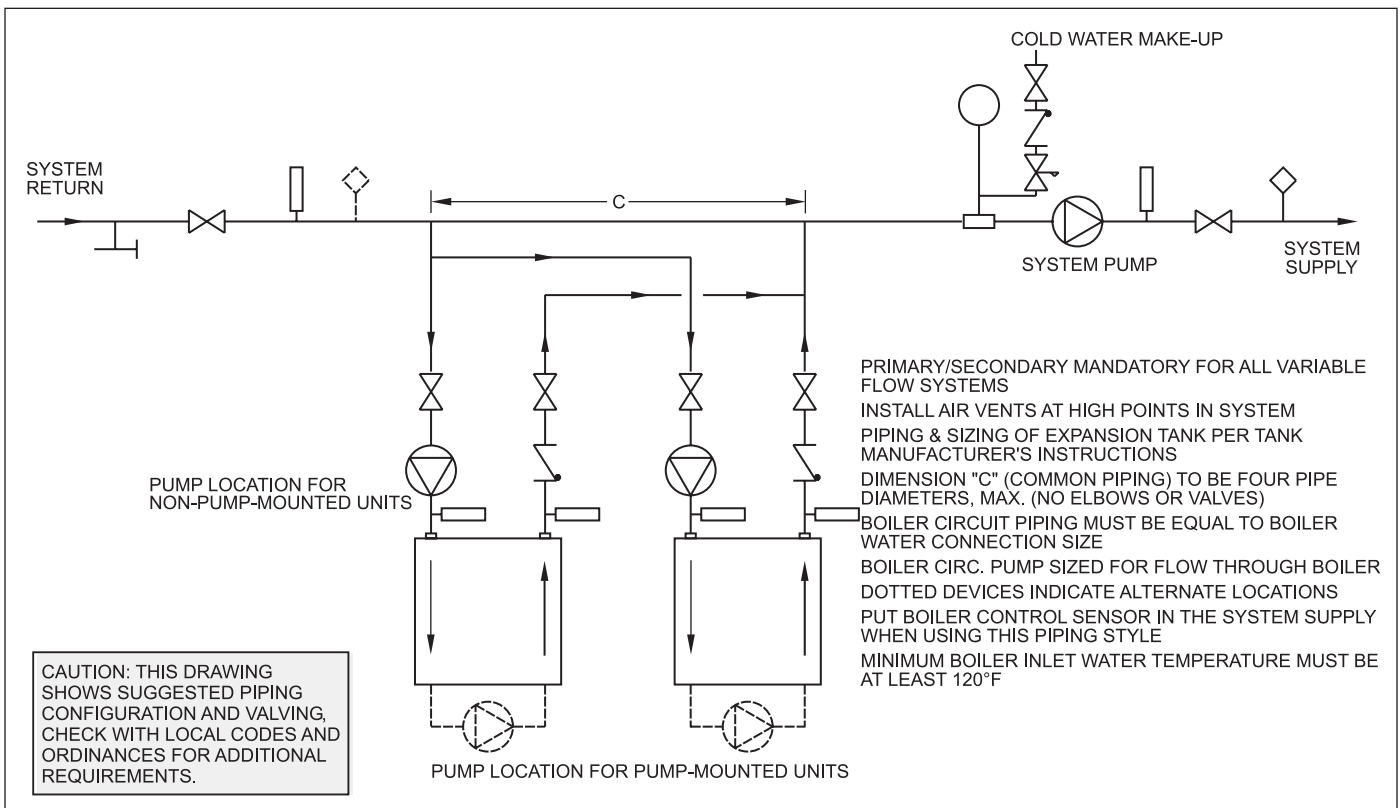 COLD WATER MAKE-UP
SYSTEM
RETURN
C
SYSTEM PUMP
SYSTEM
SUPPLY
PRIMARY/SECONDARY MANDATORY FOR ALL VARIABLE
FLOW SYSTEMS
INSTALL AIR VENTS AT HIGH POINTS IN SYSTEM
PIPING & SIZING OF EXPANSION TANK PER TANK
MANUFACTURER'S INSTRUCTIONS
DIMENSION "C" (COMMON PIPING) TO BE FOUR PIPE
DIAMETERS, MAX. (NO ELBOWS OR VALVES)
BOILER CIRCUIT PIPING MUST BE EQUAL TO BOILER
WATER CONNECTION SIZE
BOILER CIRC. PUMP SIZED FOR FLOW THROUGH BOILER
DOTTED DEVICES INDICATE ALTERNATE LOCATIONS
PUT BOILER CONTROL SENSOR IN THE SYSTEM SUPPLY
WHEN USING THIS PIPING STYLE
MINIMUM BOILER INLET WATER TEMPERATURE MUST BE
AT LEAST 120°F
PUMP LOCATION FOR
NON-PUMP-MOUNTED UNITS
CAUTION: THIS DRAWING
SHOWS SUGGESTED PIPING
CONFIGURATION AND VALVING,
CHECK WITH LOCAL CODES AND
ORDINANCES FOR ADDITIONAL
REQUIREMENTS.
PUMP LOCATION FOR PUMP-MOUNTED UNITS